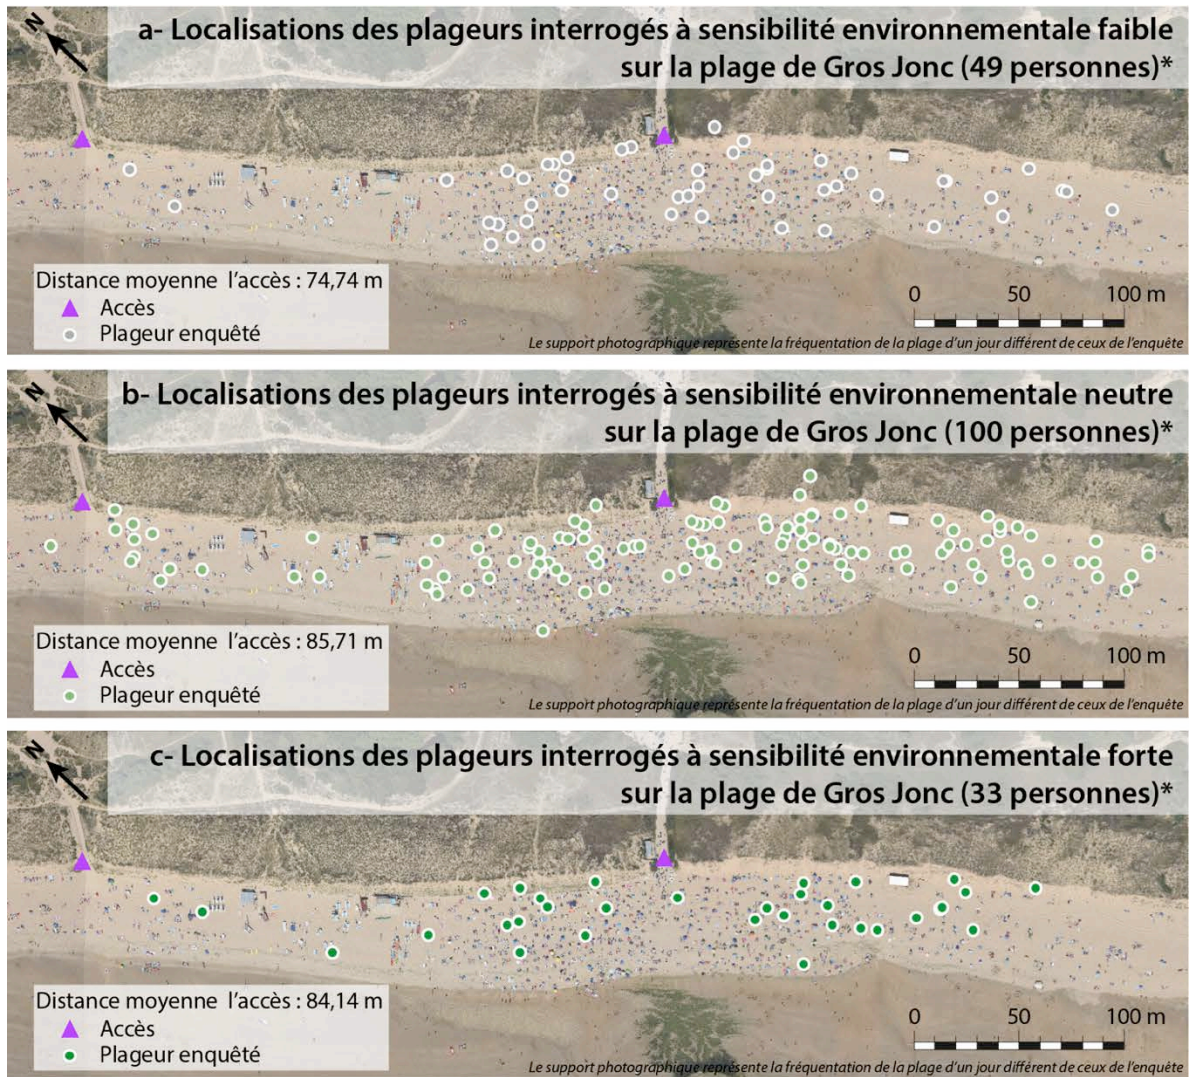 N
a- Localisations des plageurs interrogés à sensibilité environnementale faible
sur la plage de Gros Jonc (49 personnes)*
Distance moyenne l'accès : 74,74 m
Accès
Plageur enquêté
0 50 100 m
Le support photographique représente la fréquentation de la plage d'un jour différent de ceux de l'enquête
N
b- Localisations des plageurs interrogés à sensibilité environnementale neutre
sur la plage de Gros Jonc (100 personnes)*
Distance moyenne l'accès : 85,71 m
Accès
Plageur enquêté
0 50 100 m
Le support photographique représente la fréquentation de la plage d'un jour différent de ceux de l'enquête
N
c- Localisations des plageurs interrogés à sensibilité environnementale forte
sur la plage de Gros Jonc (33 personnes)*
Distance moyenne l'accès : 84,14 m
Accès
Plageur enquêté
0 50 100 m
Le support photographique représente la fréquentation de la plage d'un jour différent de ceux de l'enquête